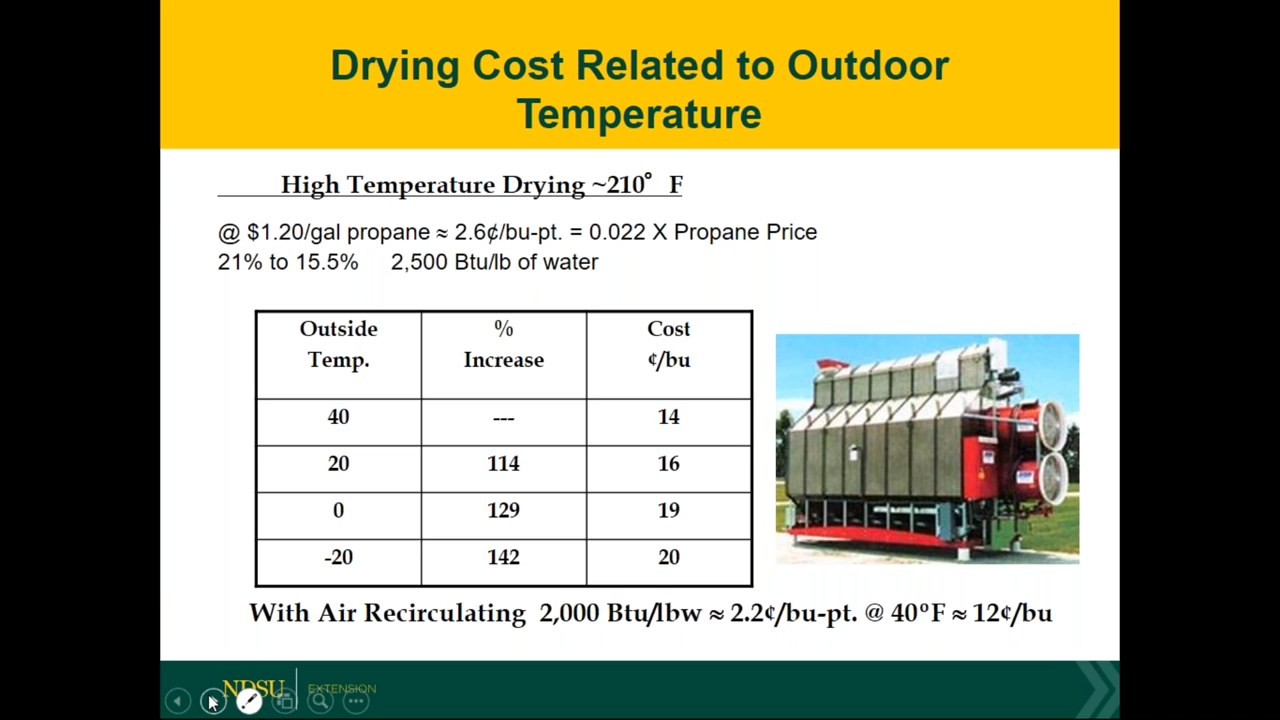 Drying Cost Related to Outdoor
Temperature
High Temperature Drying ~210° F
@ $1.20/gal propane ≈ 2.6¢/bu-pt. = 0.022 X Propane Price
21% to 15.5% 2,500 Btu/lb of water
Outside Temp. % Increase Cost ¢/bu
40 --- 14
20 114 16
0 129 19
-20 142 20
With Air Recirculating 2,000 Btu/lbw ≈ 2.2¢/bu-pt. @ 40°F ≈ 12¢/bu
NDSU EXTENSION